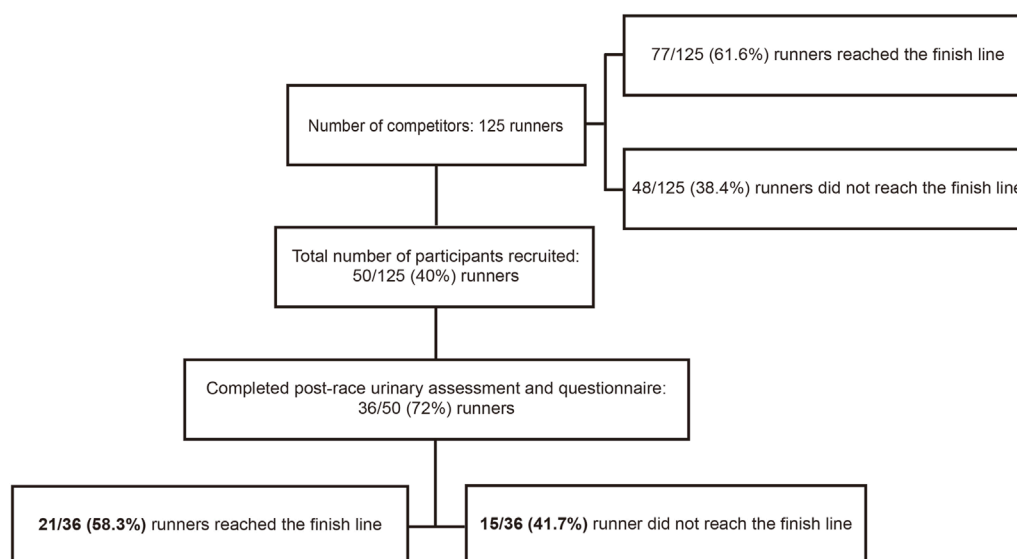 77/125 (61.6%) runners reached the finish line
Number of competitors: 125 runners
48/125 (38.4%) runners did not reach the finish line
Total number of participants recruited:
50/125 (40%) runners
Completed post-race urinary assessment and questionnaire:
36/50 (72%) runners
21/36 (58.3%) runners reached the finish line
15/36 (41.7%) runner did not reach the finish line